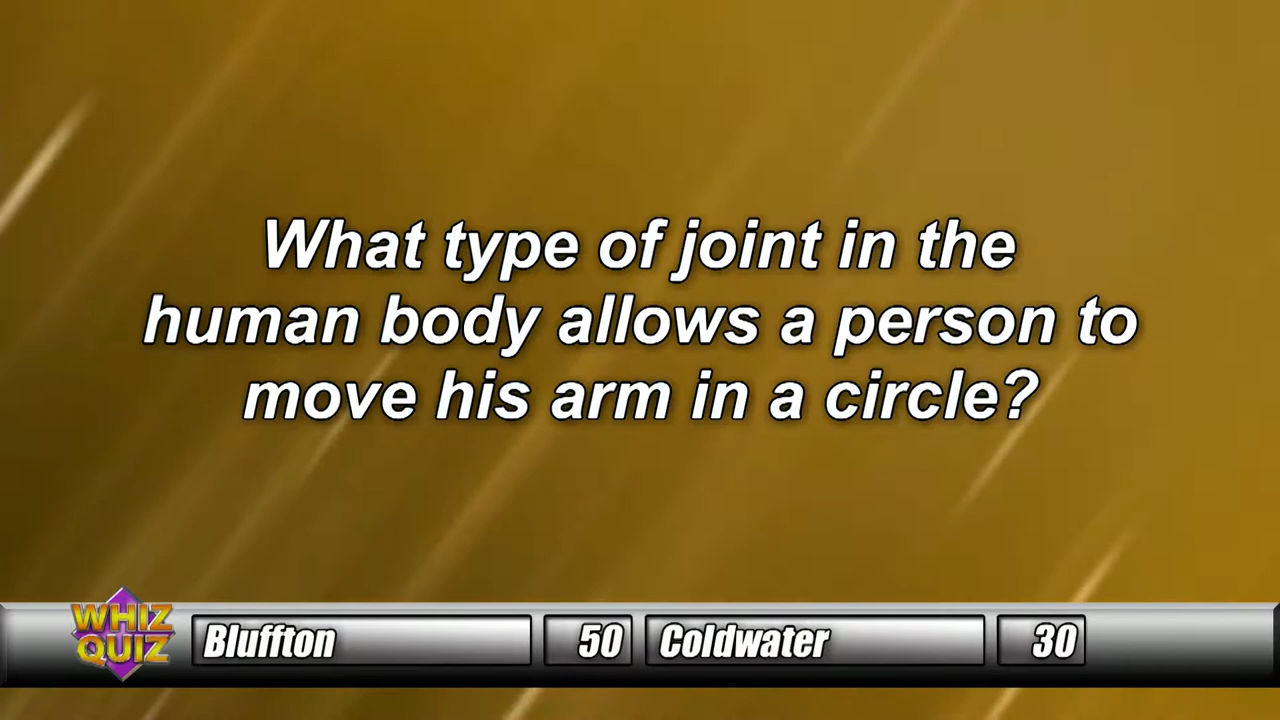 What type of joint in the
human body allows a person to
move his arm in a circle?
WHIZ
QUIZ
Bluffton 50 Coldwater 30